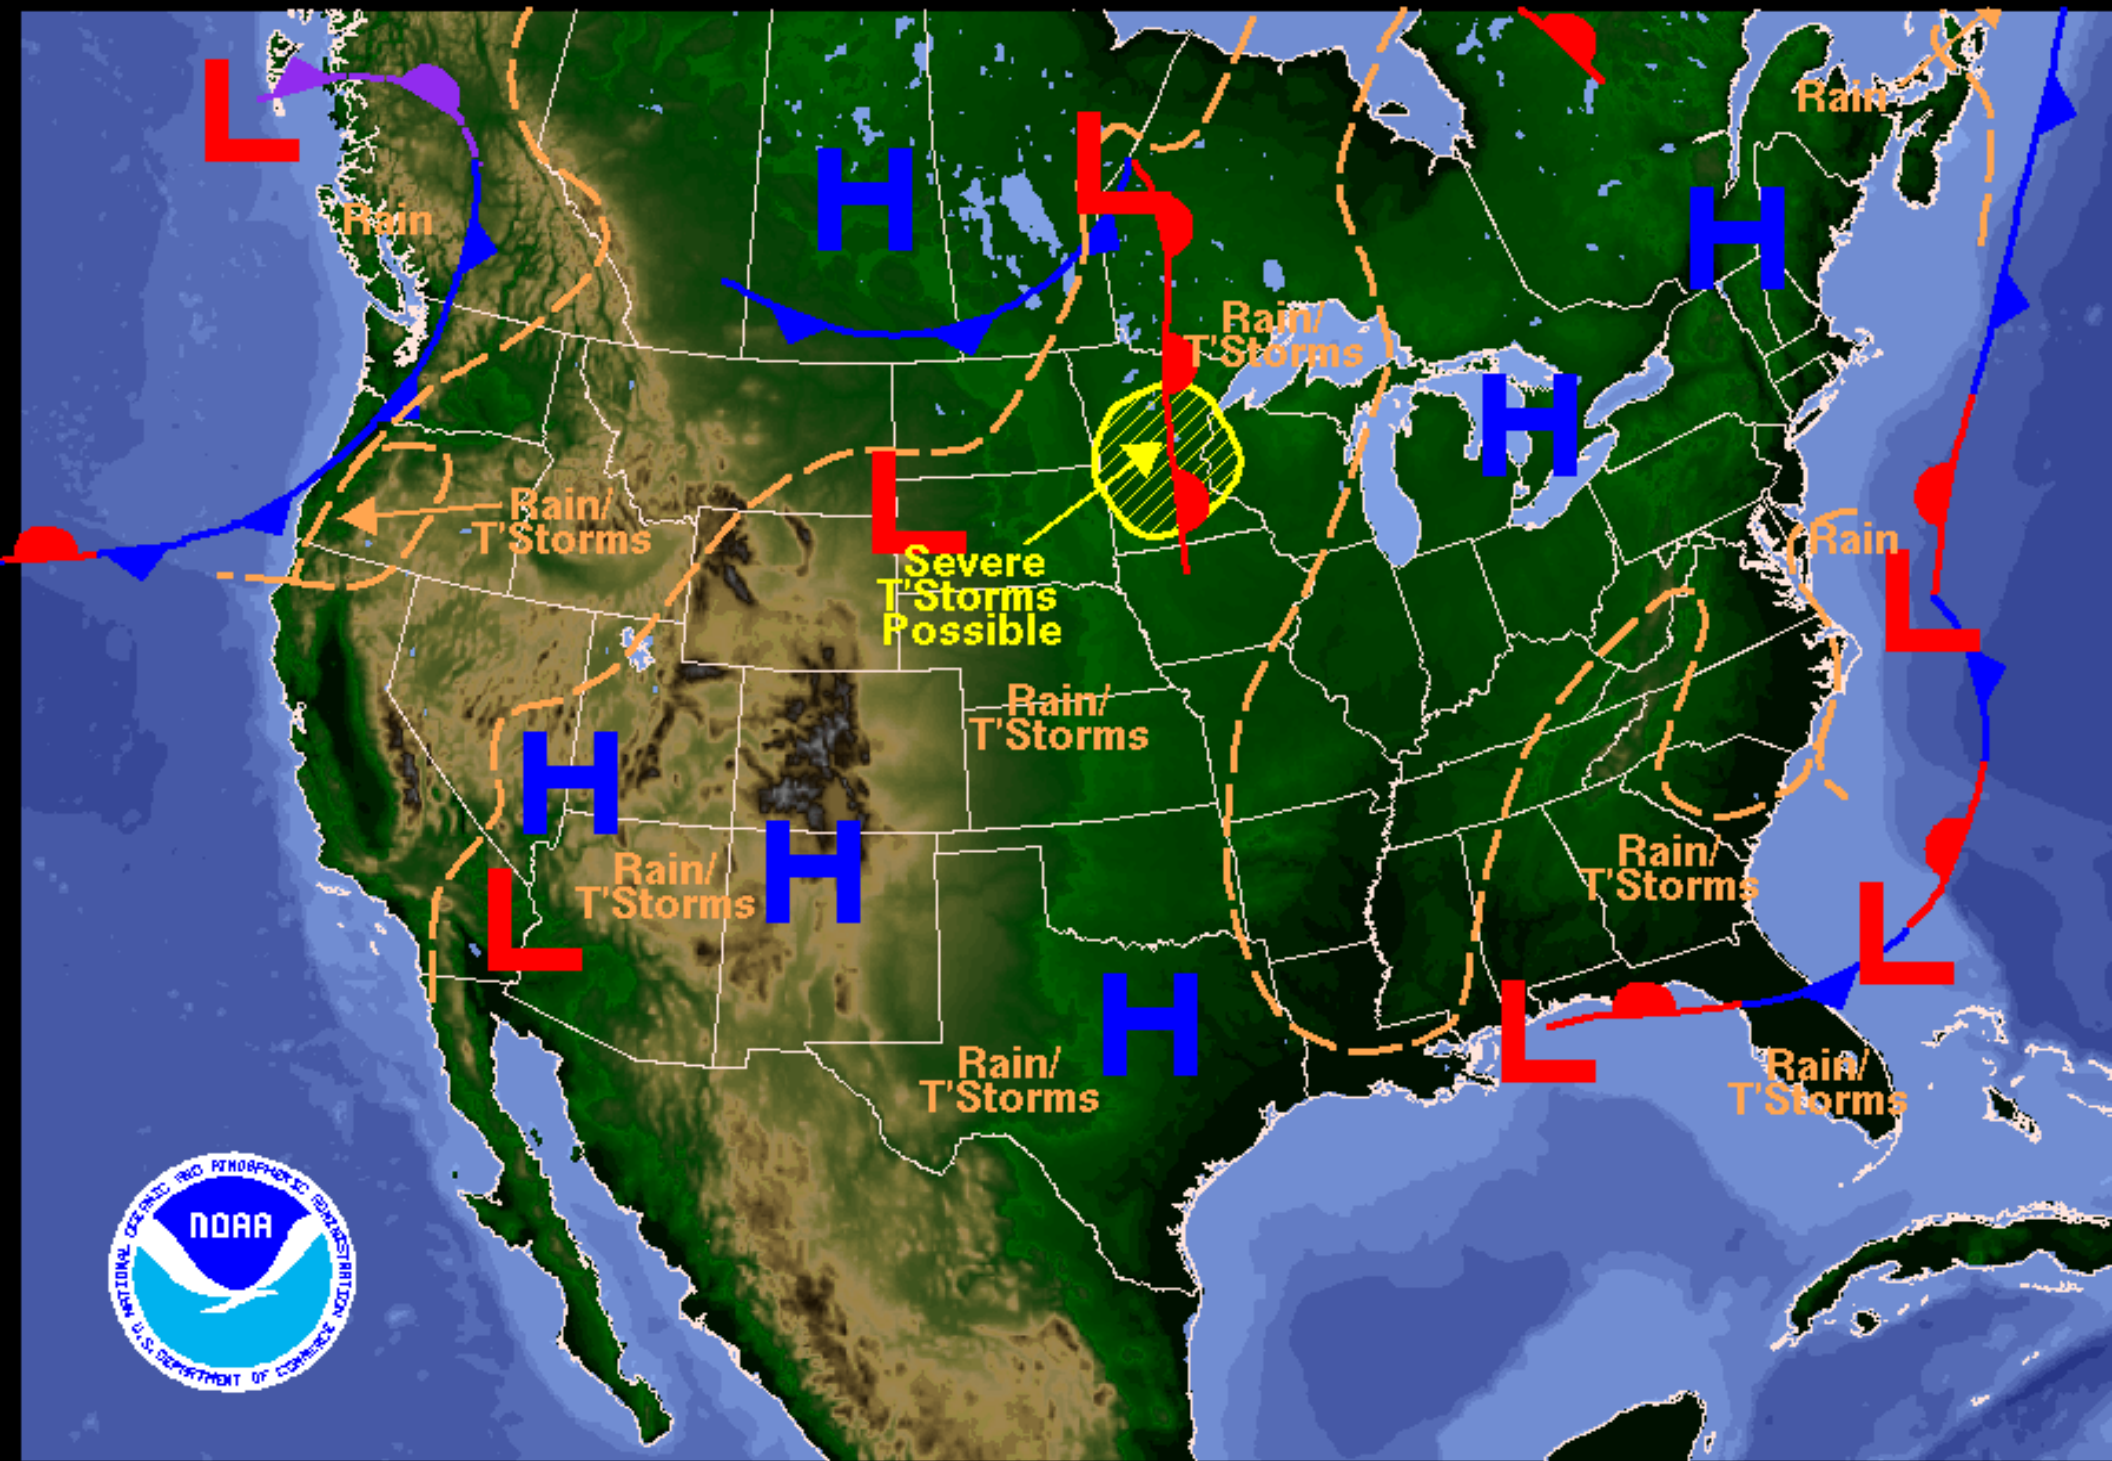 L
Rain
H
L
Rain
H
Rain/
T'Storms
H
Rain/
T'Storms
L
Severe
T'Storms
Possible
Rain
L
Rain/
T'Storms
H
H
Rain/
T'Storms
L
Rain/
T'Storms
L
H
L
Rain/
T'Storms
Rain/
T'Storms
NOAA
NATIONAL OCEANIC AND ATMOSPHERIC ADMINISTRATION
U.S. DEPARTMENT OF COMMERCE